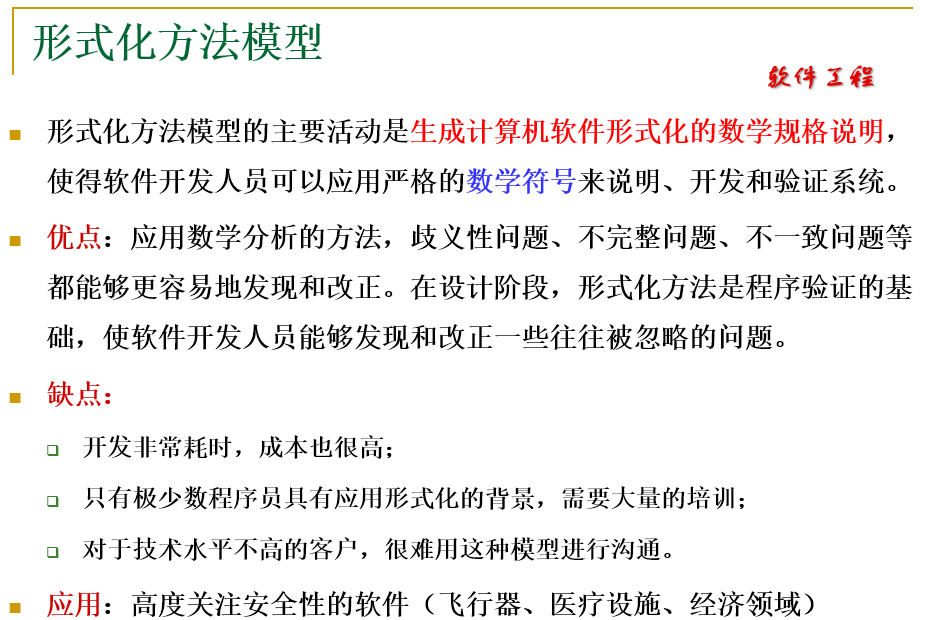 形式化方法模型
软件工程
形式化方法模型的主要活动是生成计算机软件形式化的数学规格说明，
使得软件开发人员可以应用严格的数学符号来说明、开发和验证系统。
优点：应用数学分析的方法，歧义性问题、不完整问题、不一致问题等
都能够更容易地发现和改正。在设计阶段，形式化方法是程序验证的基
础，使软件开发人员能够发现和改正一些往往被忽略的问题。
缺点：
开发非常耗时，成本也很高；
只有极少数程序员具有应用形式化的背景，需要大量的培训；
对于技术水平不高的客户，很难用这种模型进行沟通。
应用：高度关注安全性的软件（飞行器、医疗设施、经济领域）